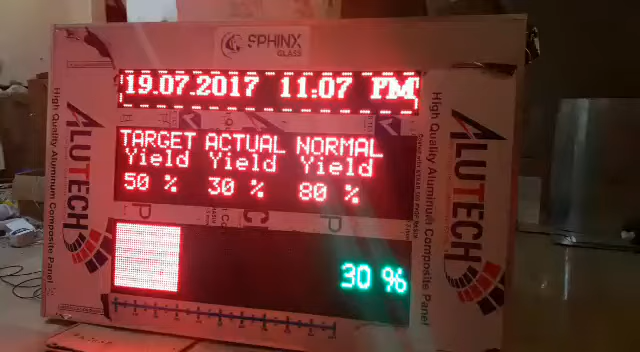 SPHINX
GLASS
19.07.2017 11:07 PM
TARGET ACTUAL NORMAL
Yield Yield Yield
50 % 30 % 80 %
30 %
High Quality Aluminum Composite Panel
ALUTECH
High Quality Aluminum Composite Panel
ALUTECH